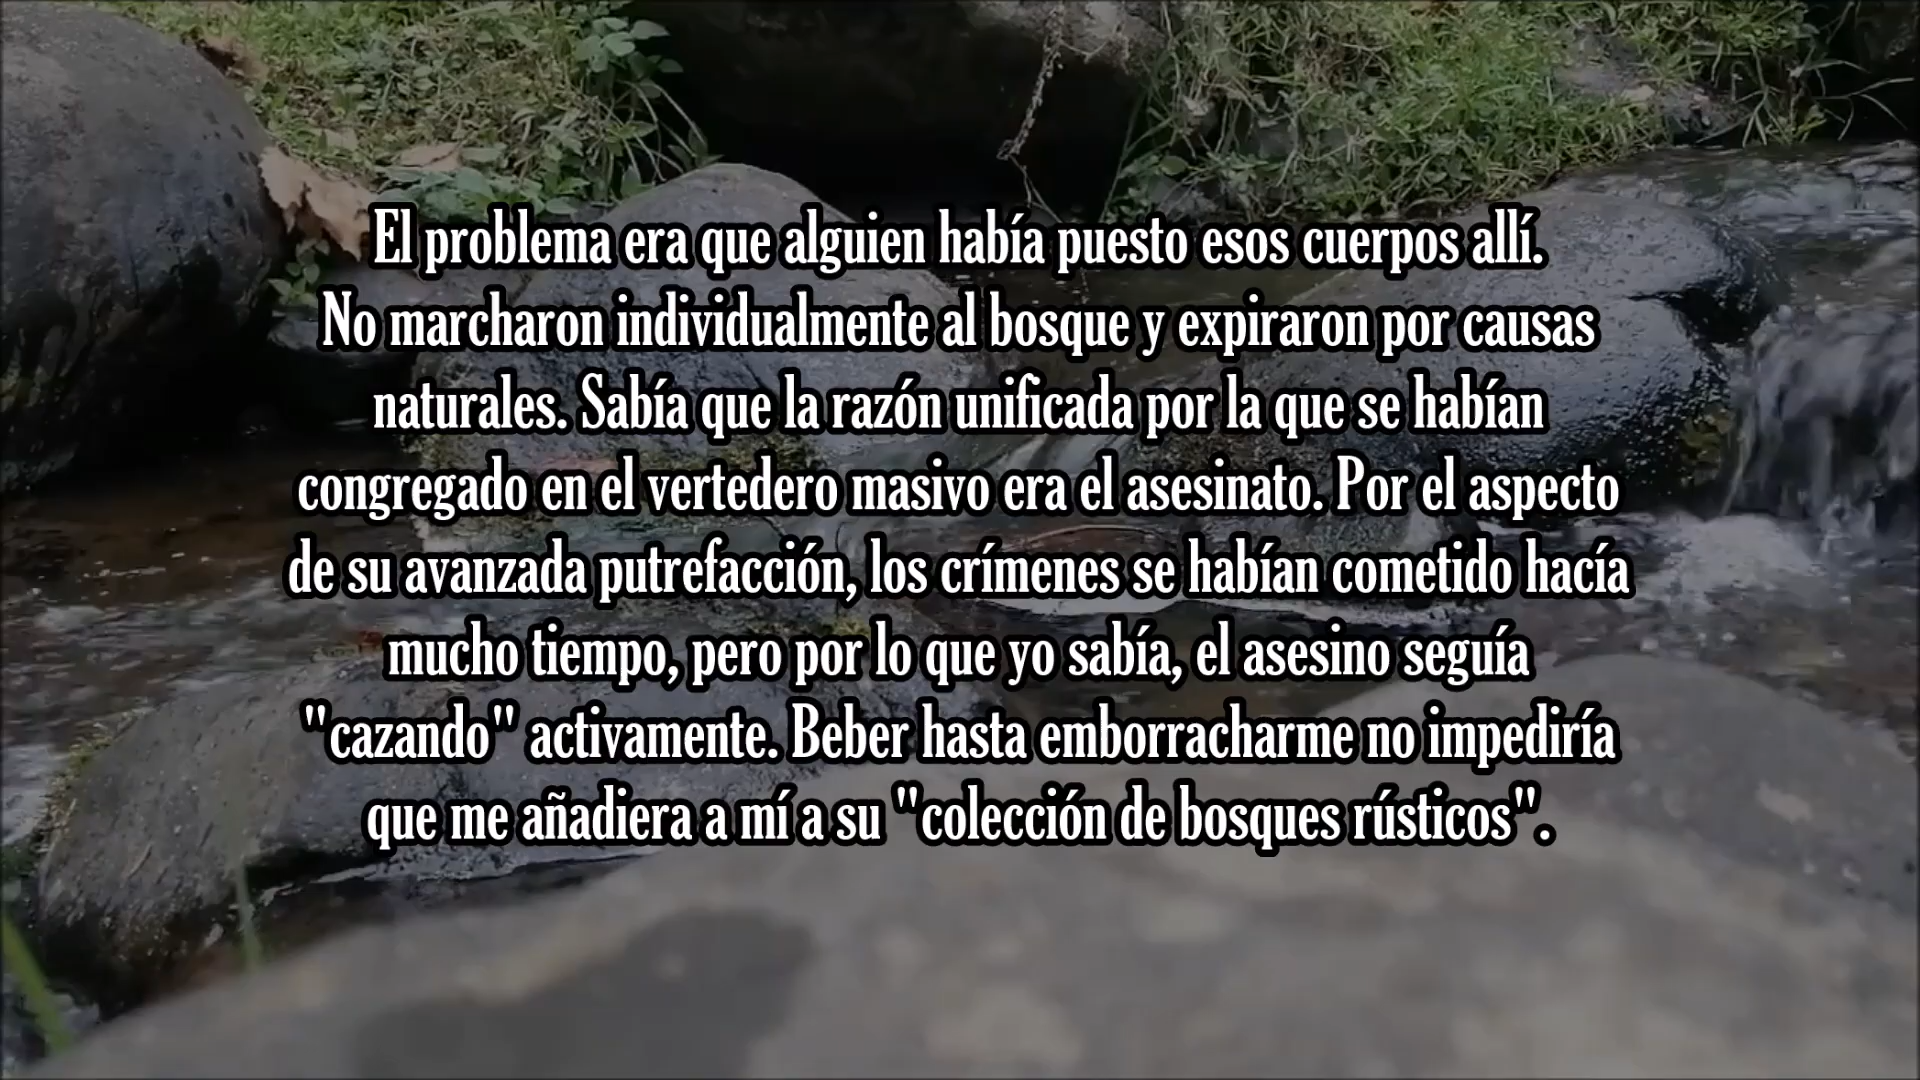 El problema era que alguien había puesto esos cuerpos allí.
No marcharon individualmente al bosque y expiraron por causas
naturales. Sabía que la razón unificada por la que se habían
congregado en el vertedero masivo era el asesinato. Por el aspecto
de su avanzada putrefacción, los crímenes se habían cometido hacía
mucho tiempo, pero por lo que yo sabía, el asesino seguía
"cazando" activamente. Beber hasta emborracharme no impediría
que me añadiera a mí a su "colección de bosques rústicos".